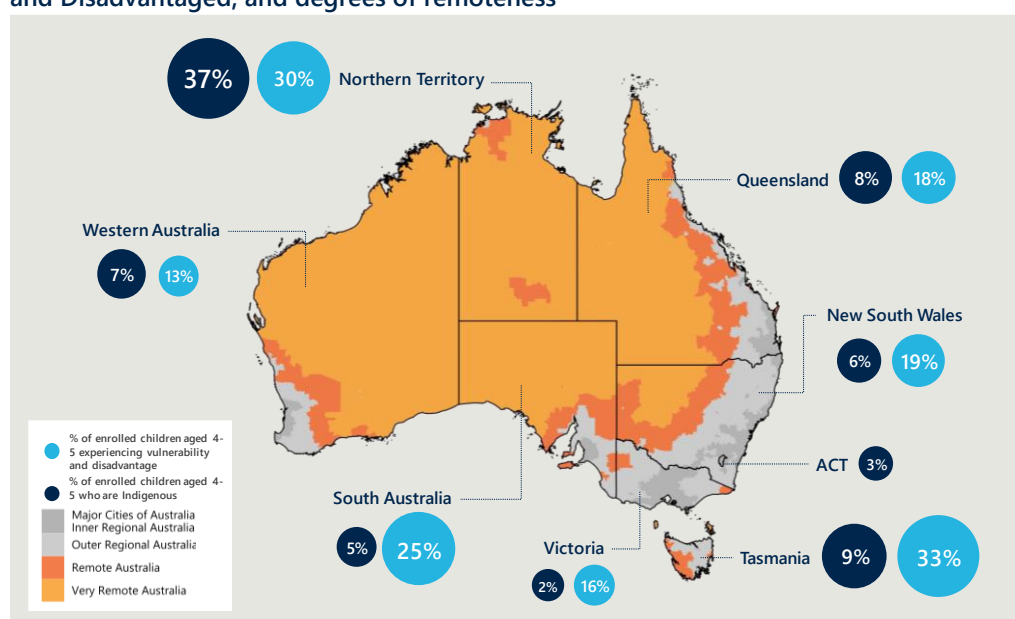 and Disadvantaged, and degrees of remoteness
37%
30%
Northern Territory
Queensland
8%
18%
Western Australia
7%
13%
New South Wales
6%
19%
% of enrolled children aged 4-
5 experiencing vulnerability
and disadvantage
% of enrolled children aged 4-
5 who are Indigenous
Major Cities of Australia
Inner Regional Australia
Outer Regional Australia
Remote Australia
Very Remote Australia
ACT
3%
South Australia
5%
25%
Victoria
2%
16%
Tasmania
9%
33%